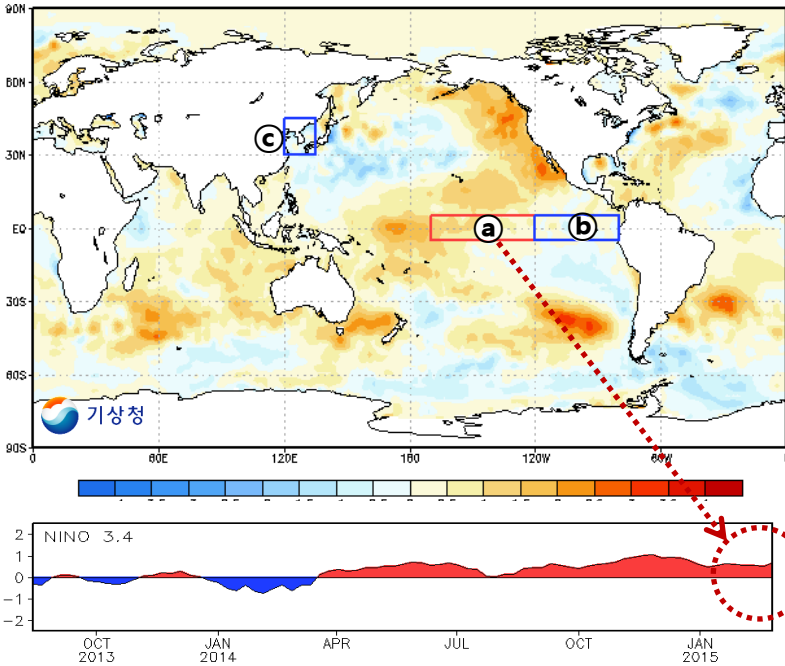 90N
60N
ⓒ
30N
EQ
ⓐ
ⓑ
30S
60S
기상청
90S
0 60E 120E 180 120W 60W
NINO 3.4
2
1
0
−1
−2
OCT 2013
JAN 2014
APR
JUL
OCT
JAN 2015